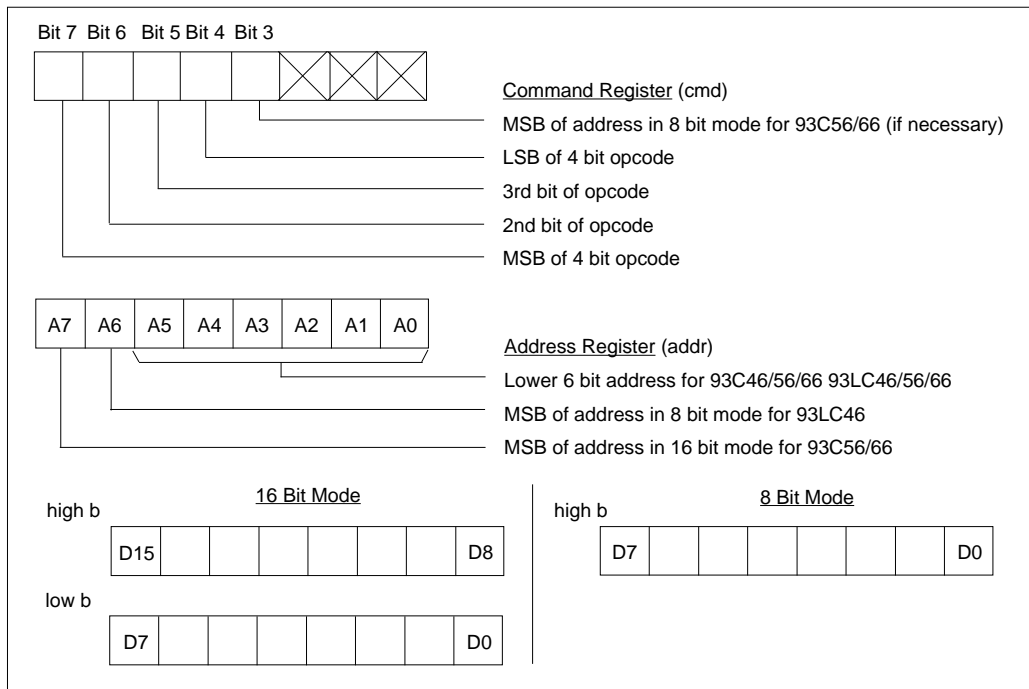 Bit 7 Bit 6 Bit 5 Bit 4 Bit 3
Command Register (cmd)
MSB of address in 8 bit mode for 93C56/66 (if necessary)
LSB of 4 bit opcode
3rd bit of opcode
2nd bit of opcode
MSB of 4 bit opcode
A7 A6 A5 A4 A3 A2 A1 A0
Address Register (addr)
Lower 6 bit address for 93C46/56/66 93LC46/56/66
MSB of address in 8 bit mode for 93LC46
MSB of address in 16 bit mode for 93C56/66
16 Bit Mode
high b
D15 D8
low b
D7 D0
8 Bit Mode
high b
D7 D0